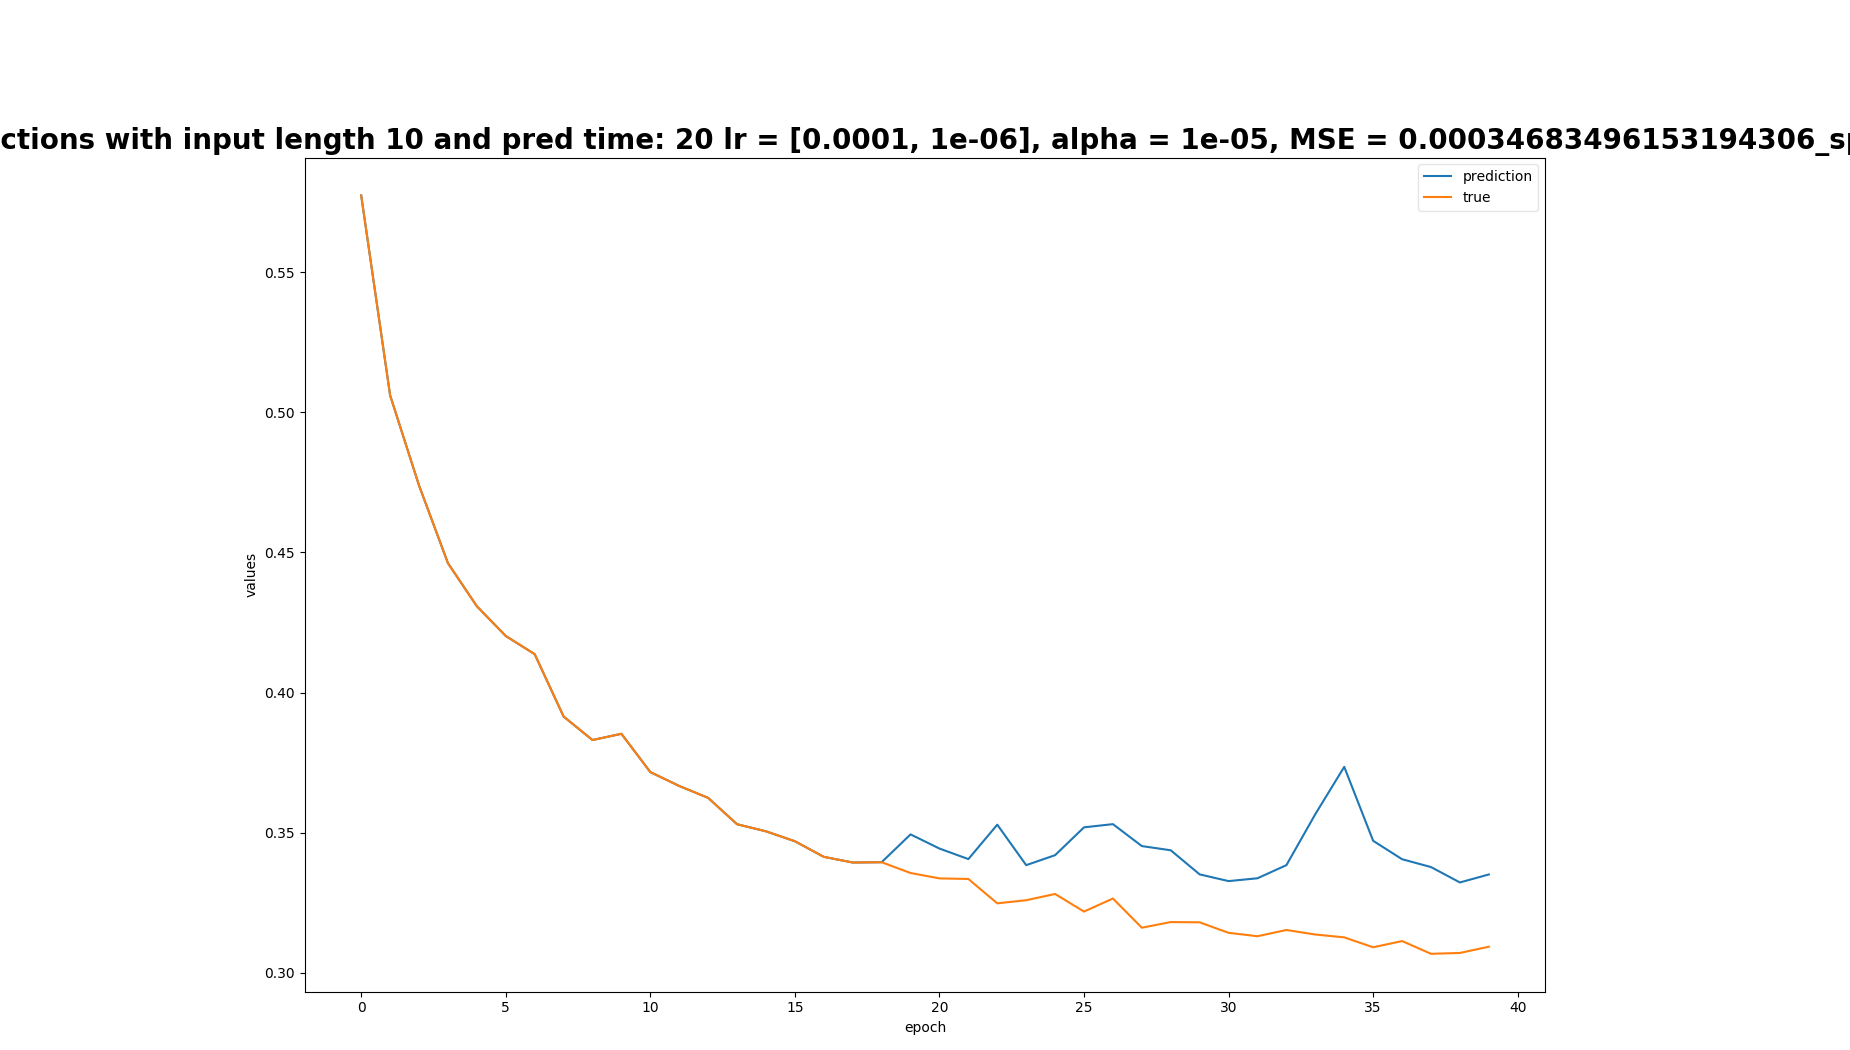 ctions with input length 10 and pred time: 20 lr = [0.0001, 1e-06], alpha = 1e-05, MSE = 0.00034683496153194306_sp
prediction
true
0.55
0.50
0.45
0.40
0.35
0.30
values
0 5 10 15 20 25 30 35 40
epoch